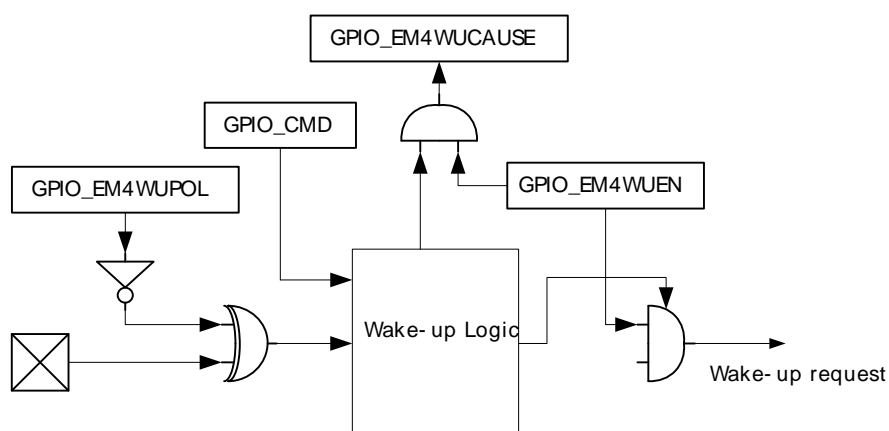 GPIO_EM4WUCAUSE
GPIO_CMD
GPIO_EM4WUPOL
GPIO_EM4WUEN
Wake-up Logic
Wake-up request